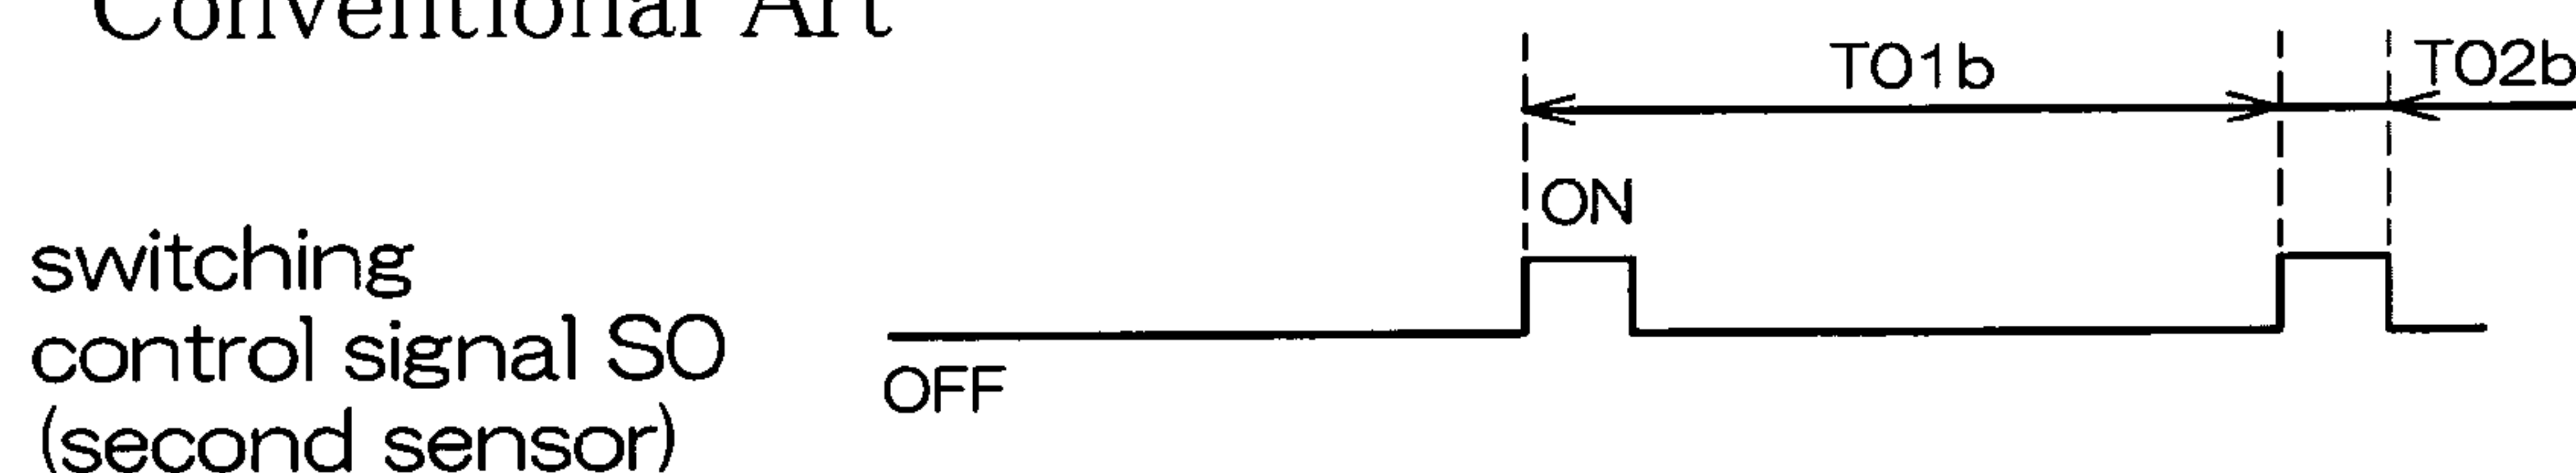 Conventional Art
TO1b
TO2b
ON
switching
control signal SO
OFF
(second sensor)